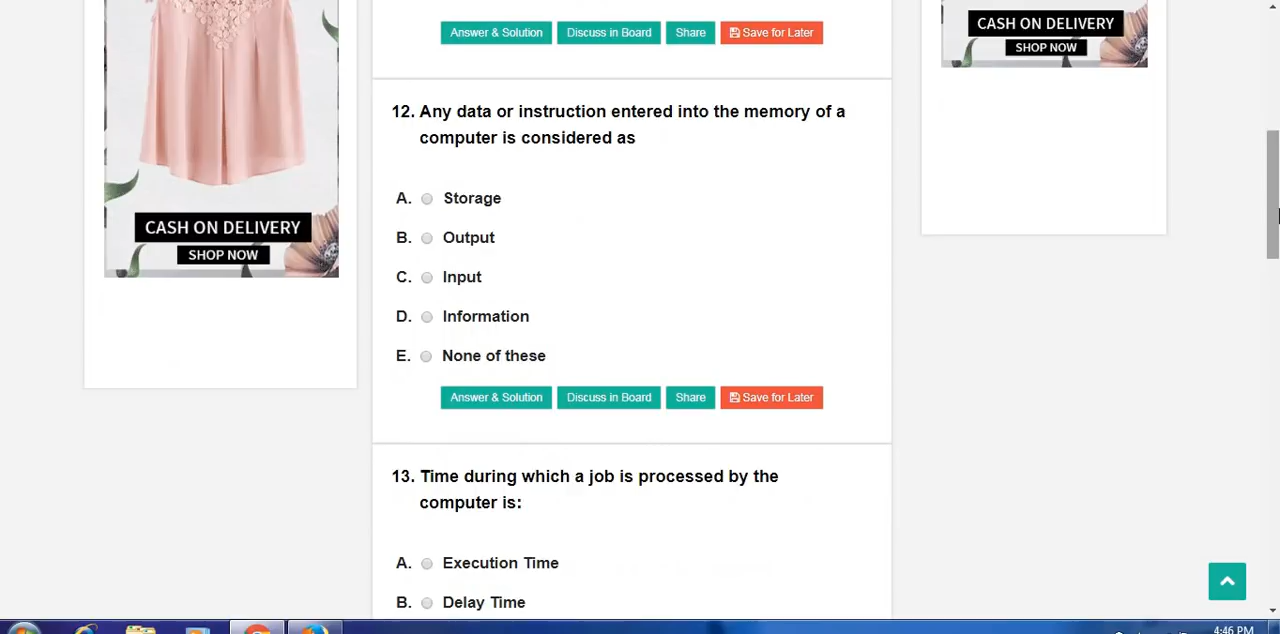 CASH ON DELIVERY
SHOP NOW
CASH ON DELIVERY
SHOP NOW
Answer & Solution Discuss in Board Share Save for Later
12. Any data or instruction entered into the memory of a
computer is considered as
A. Storage
B. Output
C. Input
D. Information
E. None of these
Answer & Solution Discuss in Board Share Save for Later
13. Time during which a job is processed by the
computer is:
A. Execution Time
B. Delay Time
4:46 PM